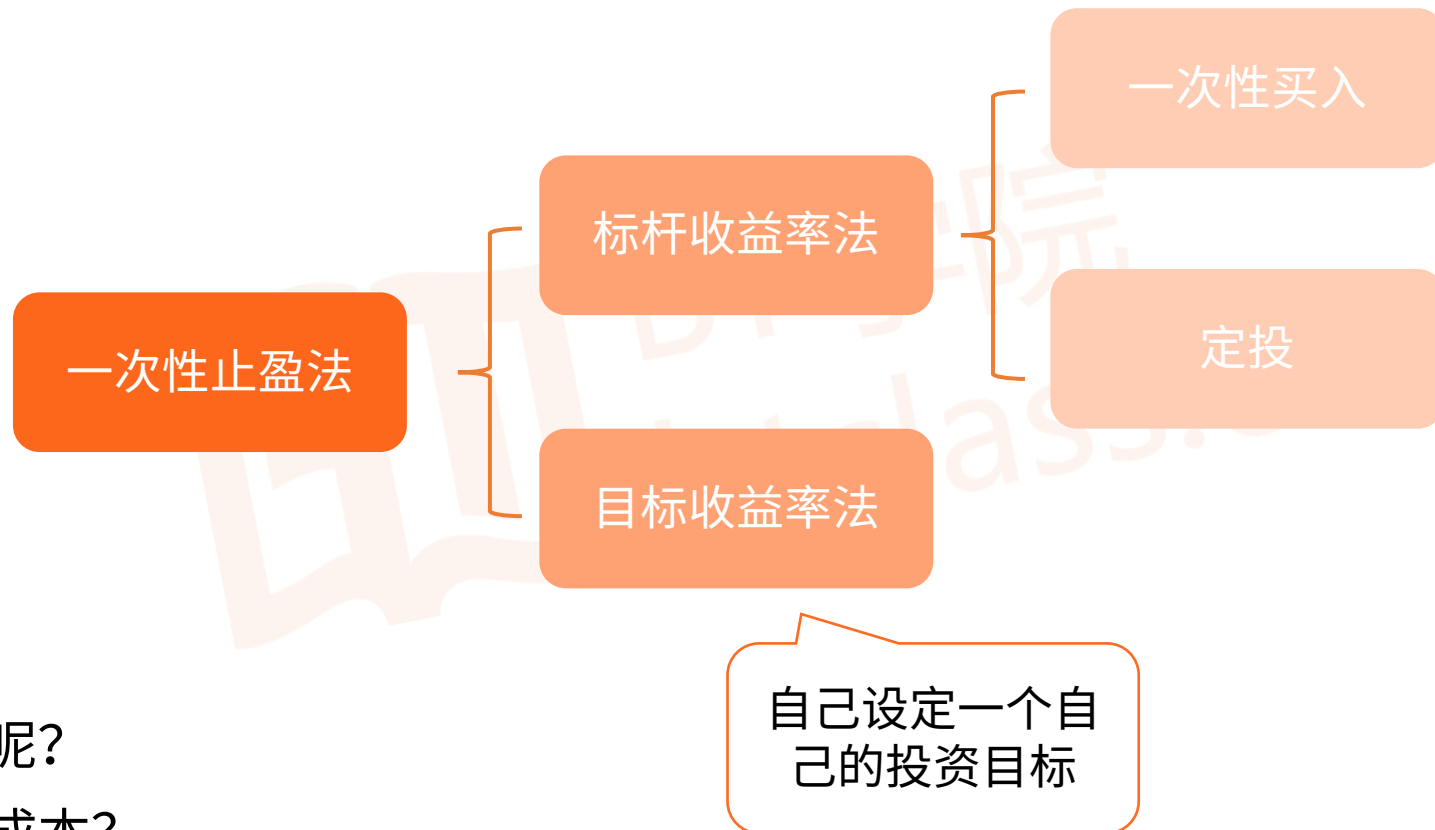 一次性买入
标杆收益率法
定投
一次性止盈法
目标收益率法
自己设定一个自
己的投资目标
呢？
成本？